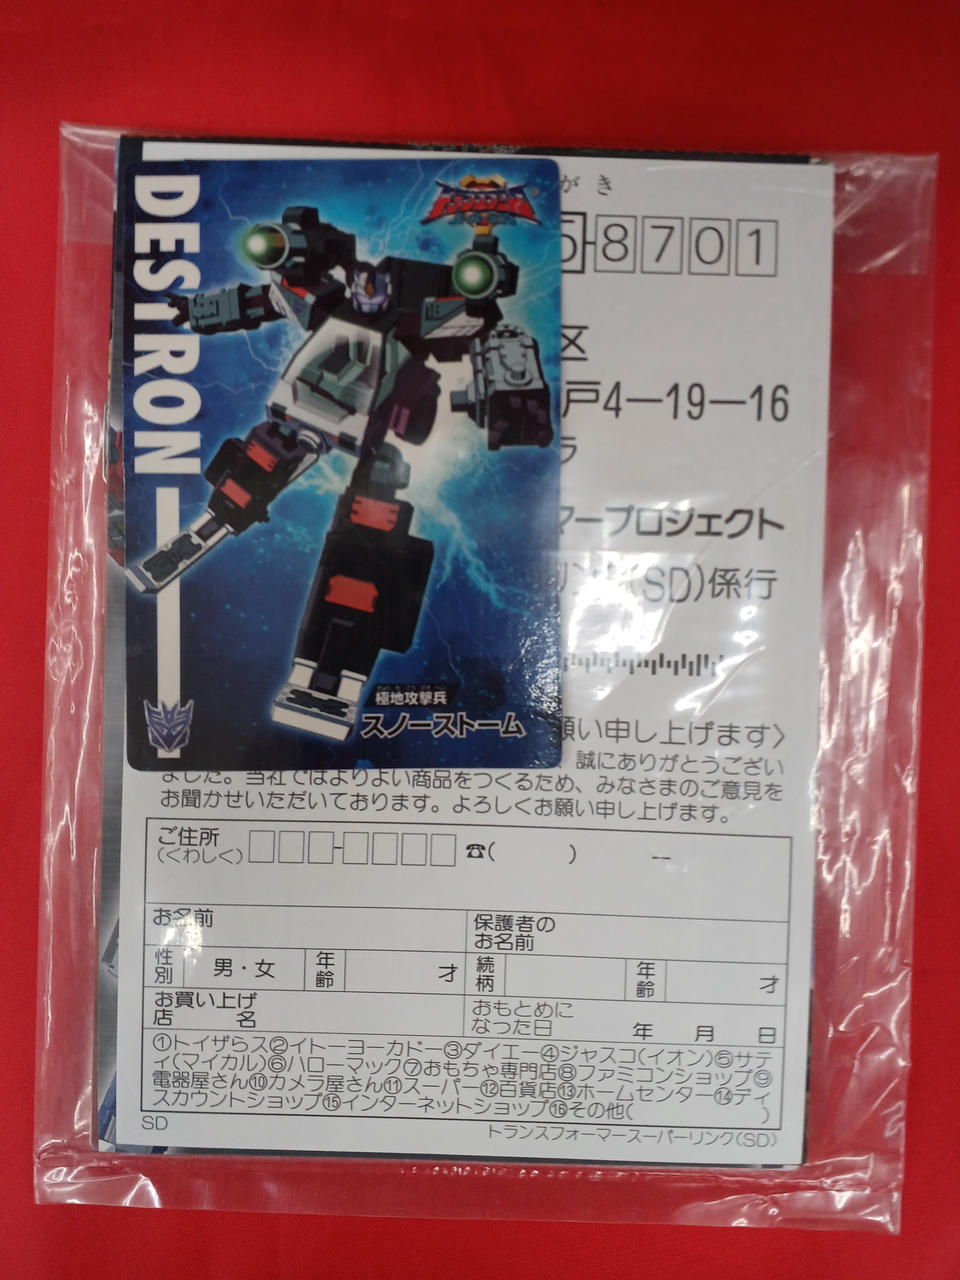 DESTRON
トランスフォーマー
極地攻撃兵
スノーストーム
がき
5-8701
区
戸4-19-16
ラ
マープロジェクト
リンク(SD)係行
願い申し上げます〉
誠にありがとうござい
ました。当社ではよりよい商品をつくるため、みなさまのご意見を
お聞かせいただいております。よろしくお願い申し上げます。
ご住所
(くわしく) - ☎( ) ー
お名前
保護者の
お名前
性別 男・女 年齢 才
続柄 年齢 才
お買い上げ
店 名
おもとめに
なった日 年 月 日
①トイザらス②イトーヨーカドー③ダイエー④ジャスコ(イオン)⑤サテ
ィ(マイカル)⑥ハローマック⑦おもちゃ専門店⑧ファミコンショップ⑨
電器屋さん⑩カメラ屋さん⑪スーパー⑫百貨店⑬ホームセンター⑭ディ
スカウントショップ⑮インターネットショップ⑯その他( )
SD
トランスフォーマースーパーリンク(SD)